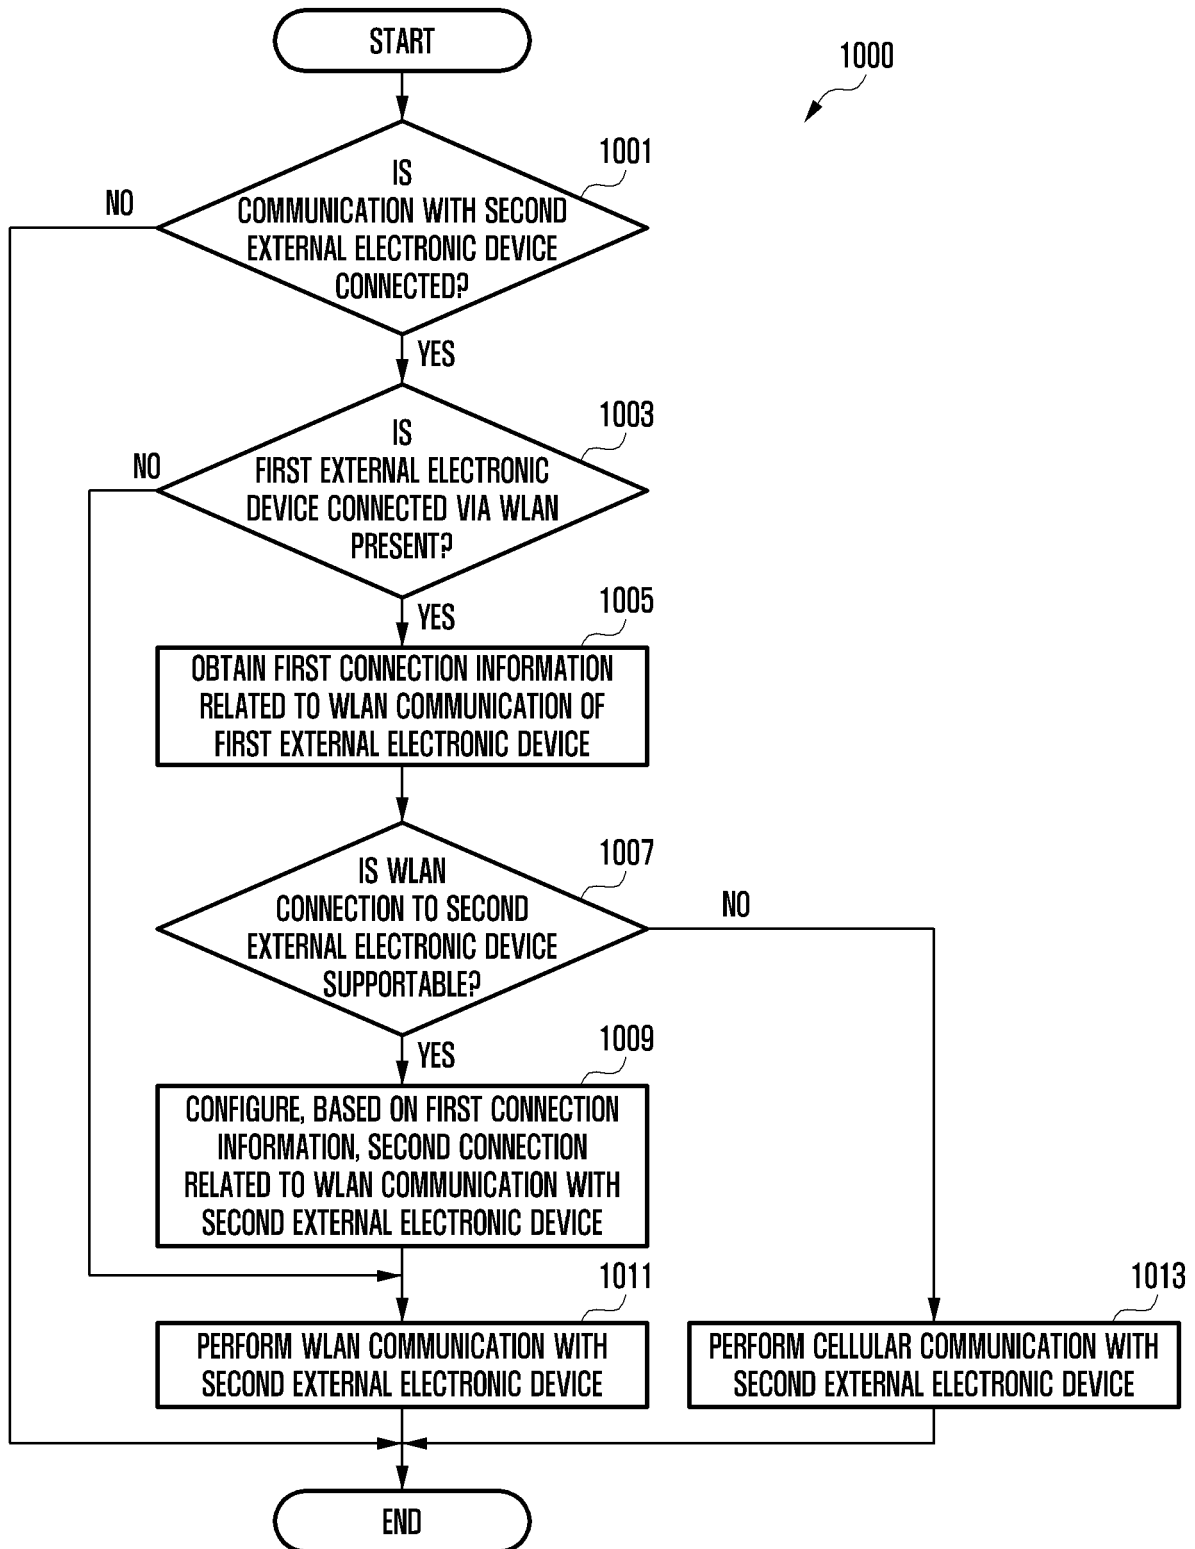 START
1000
1001
IS
COMMUNICATION WITH SECOND
EXTERNAL ELECTRONIC DEVICE
CONNECTED?
NO
YES
1003
IS
FIRST EXTERNAL ELECTRONIC
DEVICE CONNECTED VIA WLAN
PRESENT?
NO
YES
1005
OBTAIN FIRST CONNECTION INFORMATION
RELATED TO WLAN COMMUNICATION OF
FIRST EXTERNAL ELECTRONIC DEVICE
1007
IS WLAN
CONNECTION TO SECOND
EXTERNAL ELECTRONIC DEVICE
SUPPORTABLE?
NO
YES
1009
CONFIGURE, BASED ON FIRST CONNECTION
INFORMATION, SECOND CONNECTION
RELATED TO WLAN COMMUNICATION WITH
SECOND EXTERNAL ELECTRONIC DEVICE
1011
PERFORM WLAN COMMUNICATION WITH
SECOND EXTERNAL ELECTRONIC DEVICE
1013
PERFORM CELLULAR COMMUNICATION WITH
SECOND EXTERNAL ELECTRONIC DEVICE
END